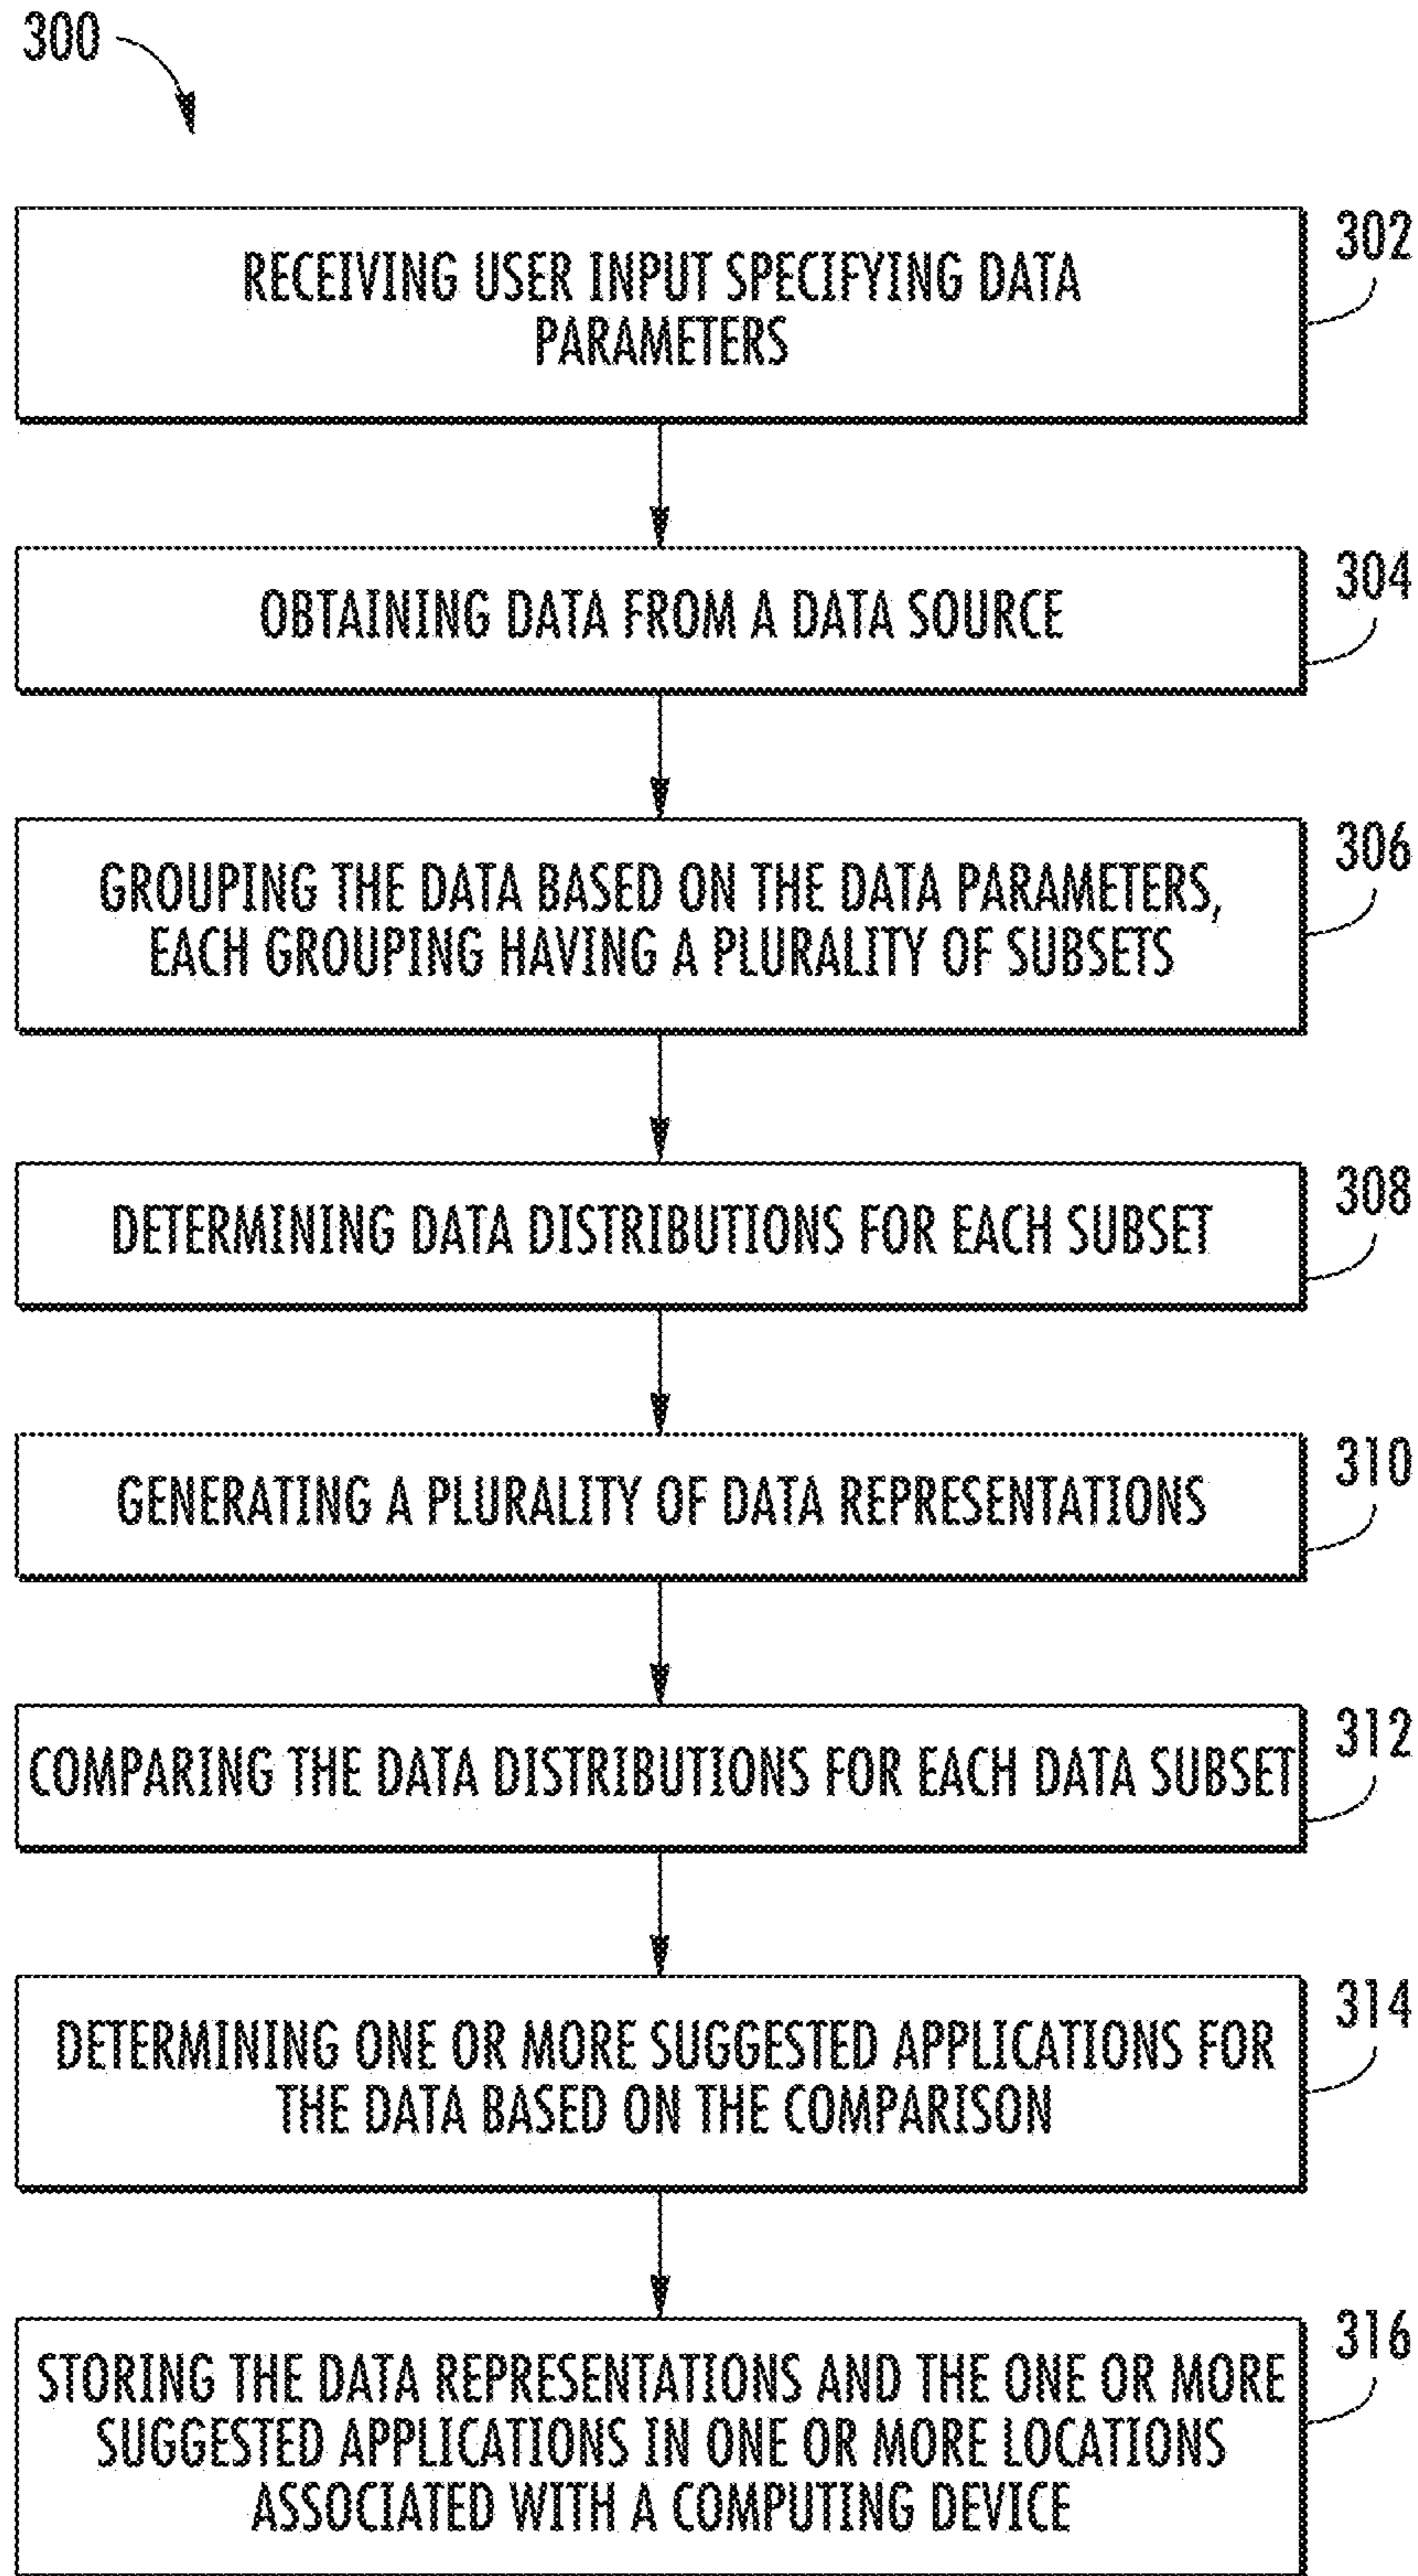 300
302
RECEIVING USER INPUT SPECIFYING DATA
PARAMETERS
304
OBTAINING DATA FROM A DATA SOURCE
306
GROUPING THE DATA BASED ON THE DATA PARAMETERS,
EACH GROUPING HAVING A PLURALITY OF SUBSETS
308
DETERMINING DATA DISTRIBUTIONS FOR EACH SUBSET
310
GENERATING A PLURALITY OF DATA REPRESENTATIONS
312
COMPARING THE DATA DISTRIBUTIONS FOR EACH DATA SUBSET
314
DETERMINING ONE OR MORE SUGGESTED APPLICATIONS FOR
THE DATA BASED ON THE COMPARISON
316
STORING THE DATA REPRESENTATIONS AND THE ONE OR MORE
SUGGESTED APPLICATIONS IN ONE OR MORE LOCATIONS
ASSOCIATED WITH A COMPUTING DEVICE